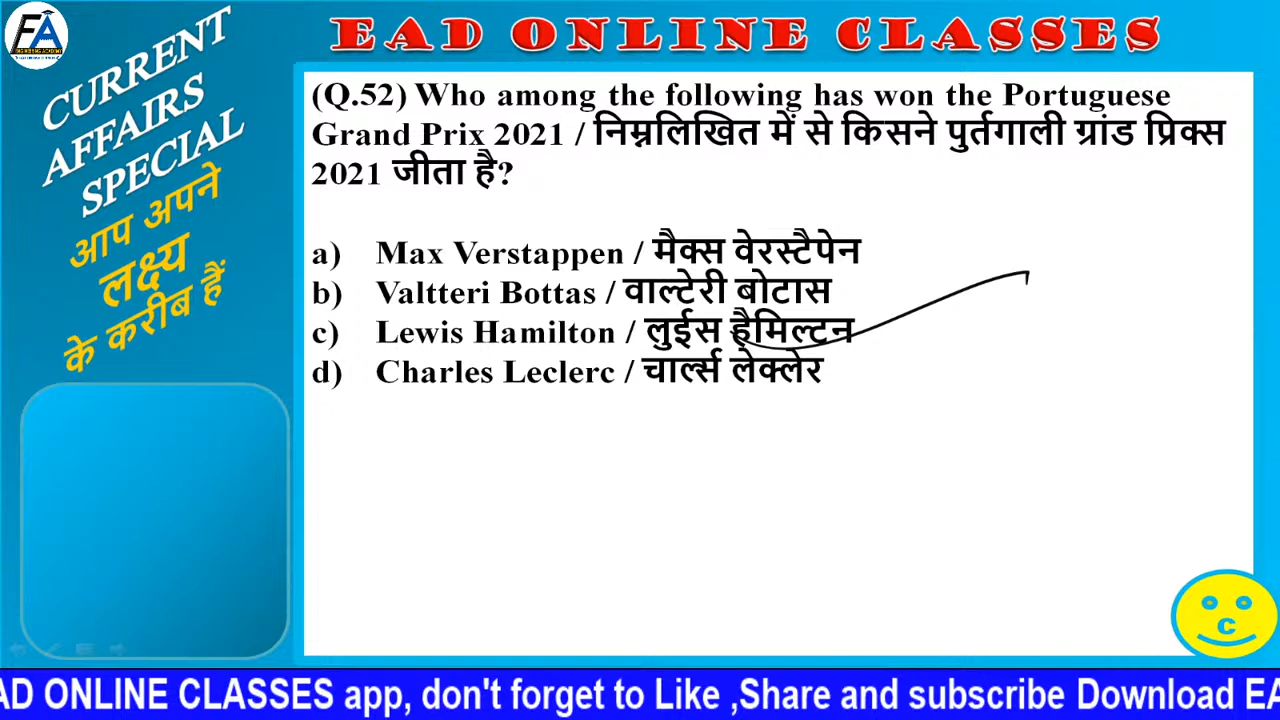 FA
EAD ONLINE CLASSES
CURRENT
AFFAIRS
SPECIAL
आप अपने
लक्ष्य
के करीब हैं
(Q.52) Who among the following has won the Portuguese
Grand Prix 2021 / निम्नलिखित में से किसने पुर्तगाली ग्रांड प्रिक्स
2021 जीता है?
a) Max Verstappen / मैक्स वेरस्टैपेन
b) Valtteri Bottas / वाल्टेरी बोटास
c) Lewis Hamilton / लुईस हैमिल्टन
d) Charles Leclerc / चार्ल्स लेक्लेर
c
AD ONLINE CLASSES app, don't forget to Like ,Share and subscribe Download EA